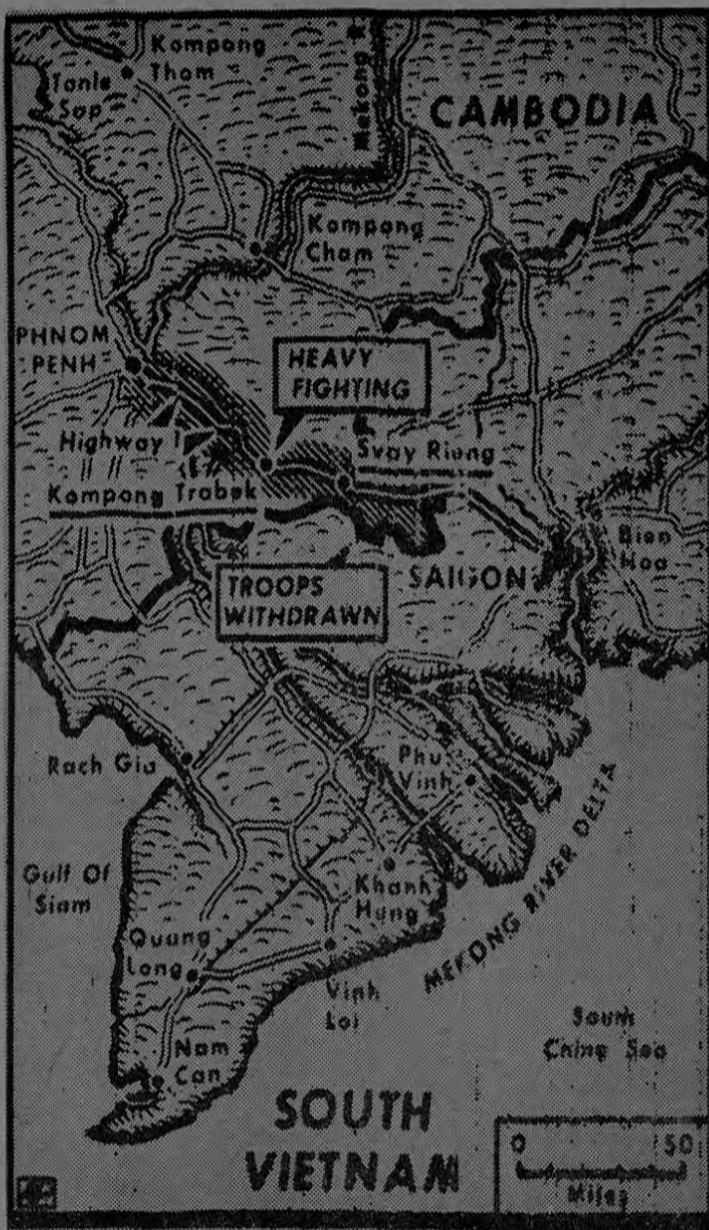 Kompong
Thom
Tonle
Sap
Mekong
CAMBODIA
Kompong
Cham
PHNOM
PENH
HEAVY
FIGHTING
Highway 1
Svay Rieng
Kompong Trabek
Bien
Hoa
SAIGON
TROOPS
WITHDRAWN
Rach Gia
Phu
Vinh
MEKONG RIVER DELTA
Gulf Of
Siam
Khanh
Hung
Quang
Long
Vinh
Loi
South
China Sea
Nam
Can
SOUTH
VIETNAM
0 50
Miles